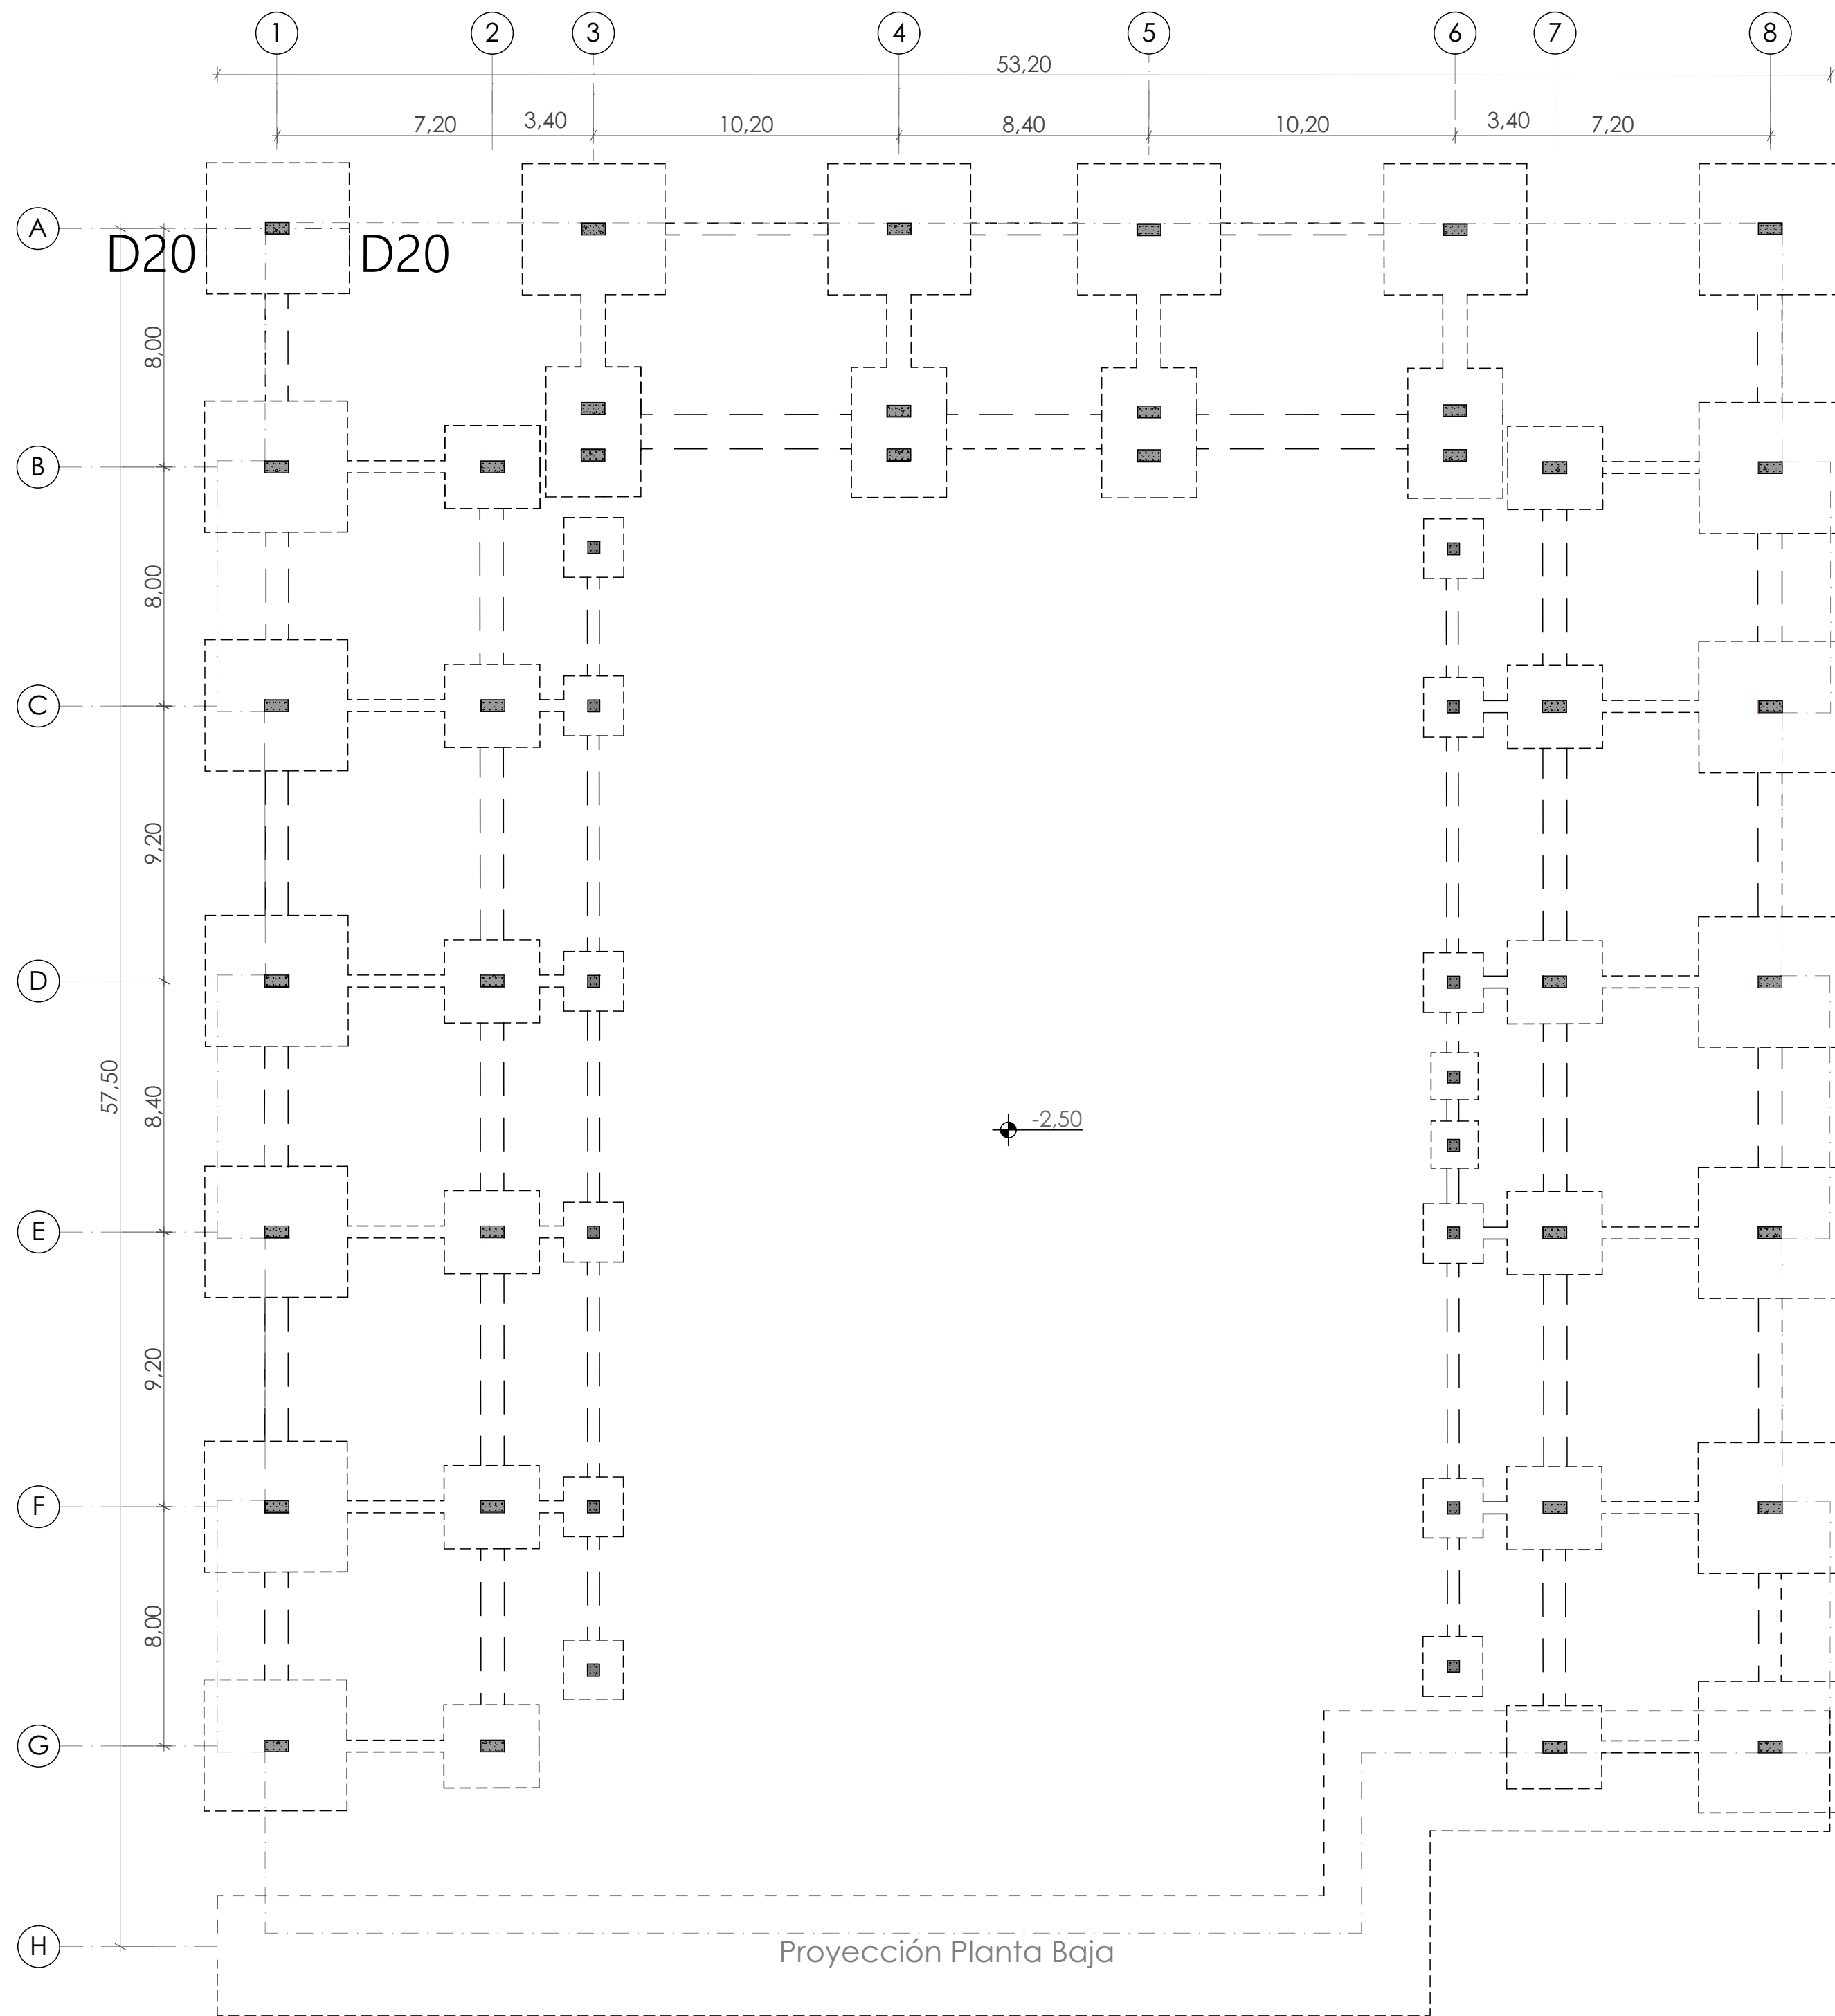 1 2 3 4 5 6 7 8
53,20
7,20 3,40 10,20 8,40 10,20 3,40 7,20
A
D20 D20
8,00
B
8,00
C
9,20
D
57,50
8,40
-2,50
E
9,20
F
8,00
G
H
Proyección Planta Baja